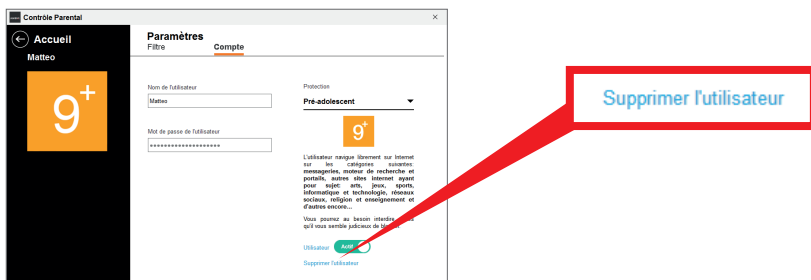 Contrôle Parental
Accueil
Matteo
9+
Paramètres
Filtre Compte
Nom de l'utilisateur
Matteo
Mot de passe de l'utilisateur
********************
Protection
Pré-adolescent
9+
L'utilisateur navigue librement sur Internet
sur les catégories suivantes:
messageries, moteur de recherche et
portails, autres sites internet ayant
pour sujet: arts, jeux, sports,
informatique et technologie, réseaux
sociaux, religion et enseignement et
d'autres encore...
Vous pourrez au besoin interdire
qu'il vous semble judicieux de
Utilisateur Actif
Supprimer l'utilisateur
Supprimer l'utilisateur